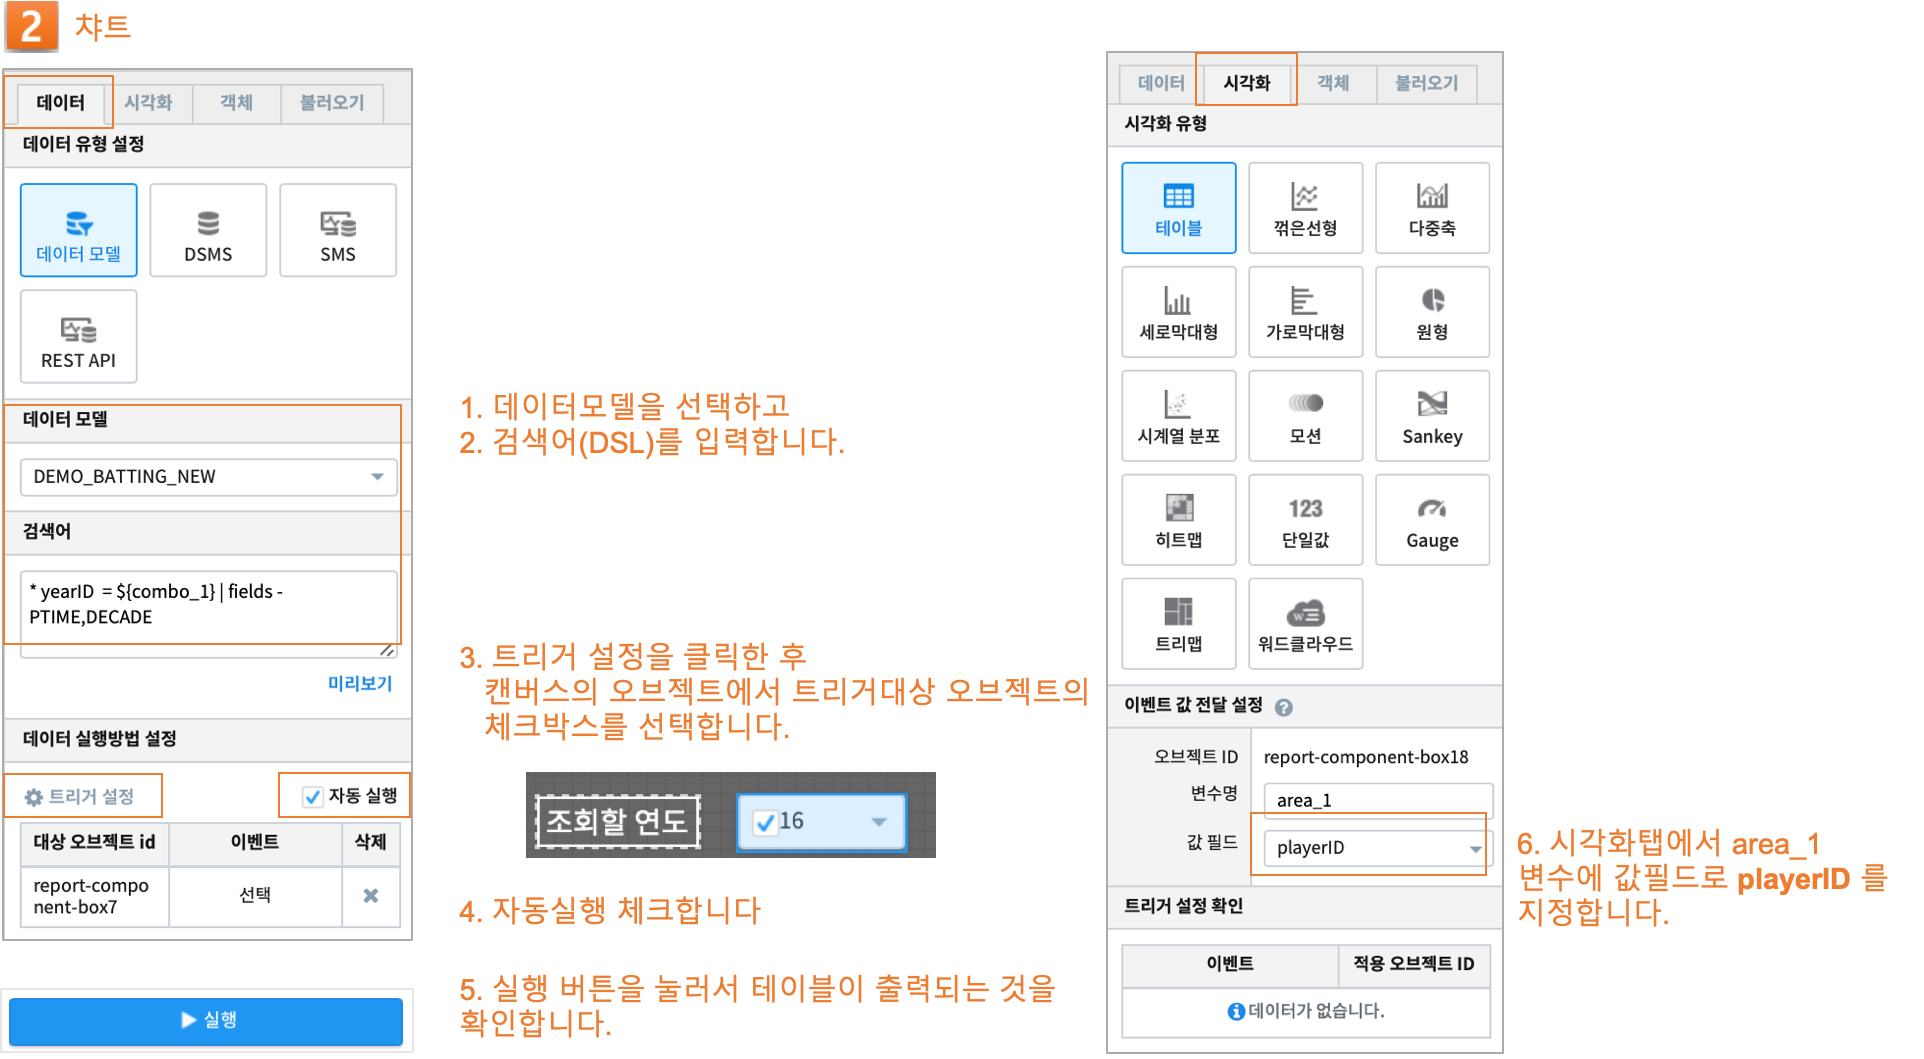 2 챠트
데이터 시각화 객체 불러오기
데이터 유형 설정
데이터 모델 DSMS SMS
REST API
데이터 모델
DEMO_BATTING_NEW
검색어
* yearID = ${combo_1} | fields -
PTIME,DECADE
미리보기
데이터 실행방법 설정
트리거 설정 자동 실행
대상 오브젝트 id 이벤트 삭제
report-compo
nent-box7 선택
실행
1. 데이터모델을 선택하고
2. 검색어(DSL)를 입력합니다.
3. 트리거 설정을 클릭한 후
캔버스의 오브젝트에서 트리거대상 오브젝트의
체크박스를 선택합니다.
조회할 연도 16
4. 자동실행 체크합니다
5. 실행 버튼을 눌러서 테이블이 출력되는 것을
확인합니다.
데이터 시각화 객체 불러오기
시각화 유형
테이블 꺾은선형 다중축
세로막대형 가로막대형 원형
시계열 분포 모션 Sankey
123
히트맵 단일값 Gauge
W
트리맵 워드클라우드
이벤트 값 전달 설정 ?
오브젝트 ID report-component-box18
변수명 area_1
값 필드 playerID
트리거 설정 확인
이벤트 적용 오브젝트 ID
데이터가 없습니다.
6. 시각화탭에서 area_1
변수에 값필드로 playerID 를
지정합니다.